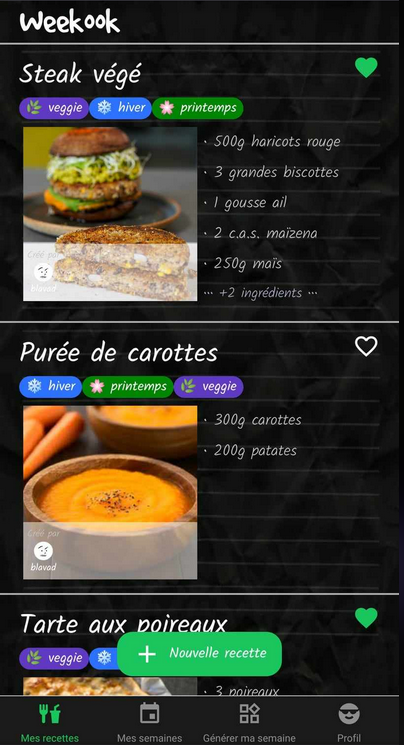 Weekook
Steak végé
veggie hiver printemps
· 500g haricots rouge
· 3 grandes biscottes
· 1 gousse ail
· 2 c.a.s. maïzena
· 250g maïs
··· +2 ingrédients ···
Créé par
blavad
Purée de carottes
hiver printemps veggie
· 300g carottes
· 200g patates
Créé par
blavad
Tarte aux poireaux
veggie
+ Nouvelle recette
· 3 poireaux
Mes recettes Mes semaines Générer ma semaine Profil